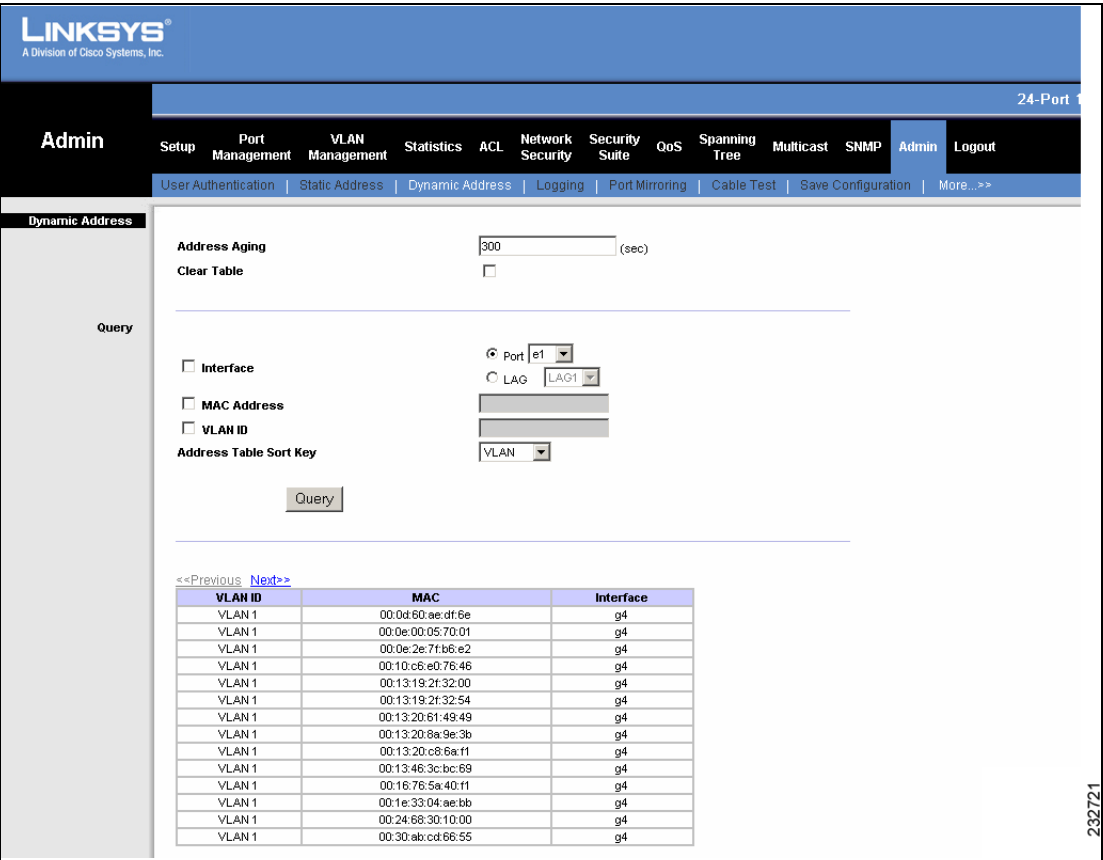 LINKSYS®
A Division of Cisco Systems, Inc.
24-Port 1
Admin
Setup Port Management VLAN Management Statistics ACL Network Security Security Suite QoS Spanning Tree Multicast SNMP Admin Logout
User Authentication | Static Address | Dynamic Address | Logging | Port Mirroring | Cable Test | Save Configuration | More...>>
Dynamic Address
Address Aging 300 (sec)
Clear Table
Query
Interface Port e1
LAG LAG1
MAC Address
VLAN ID
Address Table Sort Key VLAN
Query
<<Previous Next>>
VLAN ID MAC Interface
VLAN 1 00:0d:60:ae:df:6e g4
VLAN 1 00:0e:00:05:70:01 g4
VLAN 1 00:0e:2e:7f:b6:e2 g4
VLAN 1 00:10:c6:e0:76:46 g4
VLAN 1 00:13:19:2f:32:00 g4
VLAN 1 00:13:19:2f:32:54 g4
VLAN 1 00:13:20:61:49:49 g4
VLAN 1 00:13:20:8a:9e:3b g4
VLAN 1 00:13:20:c8:6a:f1 g4
VLAN 1 00:13:46:3c:bc:69 g4
VLAN 1 00:16:76:5a:40:f1 g4
VLAN 1 00:1e:33:04:ae:bb g4
VLAN 1 00:24:68:30:10:00 g4
VLAN 1 00:30:ab:cd:66:55 g4
232721